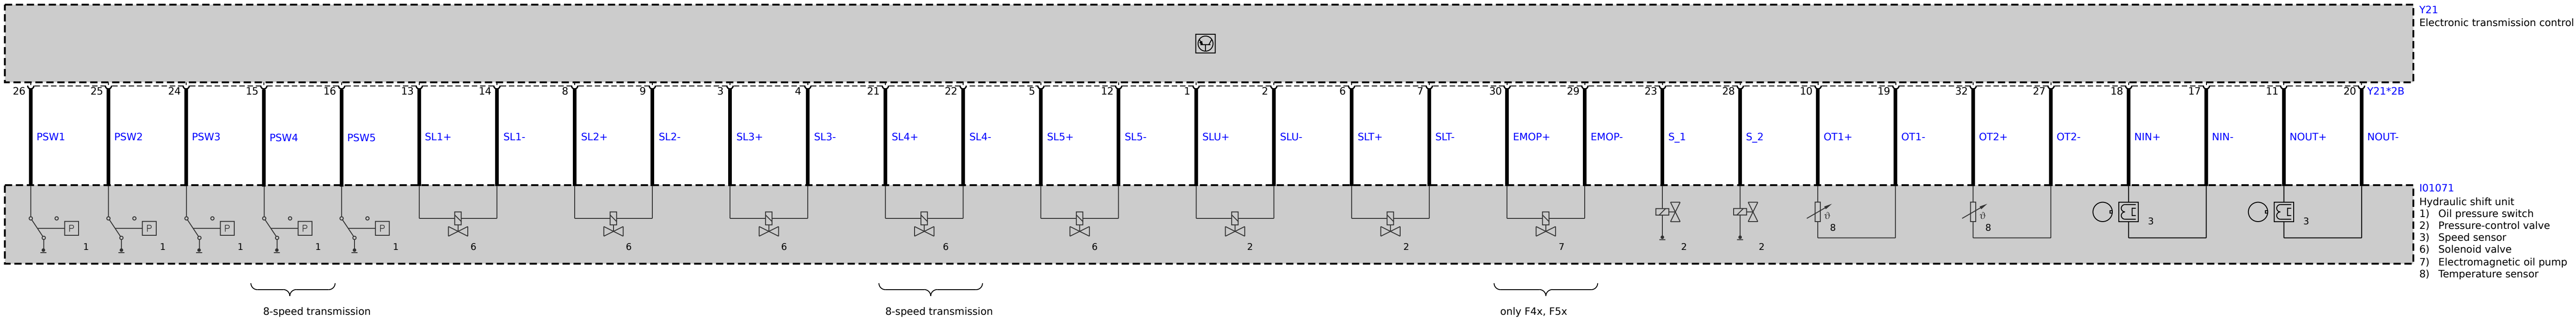 Y21
Electronic transmission control
26 25 24 15 16 13 14 8 9 3 4 21 22 5 12 1 2 6 7 30 29 23 28 10 19 32 27 18 17 11 20 Y21*2B
PSW1 PSW2 PSW3 PSW4 PSW5 SL1+ SL1- SL2+ SL2- SL3+ SL3- SL4+ SL4- SL5+ SL5- SLU+ SLU- SLT+ SLT- EMOP+ EMOP- S_1 S_2 OT1+ OT1- OT2+ OT2- NIN+ NIN- NOUT+ NOUT-
I01071
Hydraulic shift unit
1) Oil pressure switch
2) Pressure-control valve
3) Speed sensor
6) Solenoid valve
7) Electromagnetic oil pump
8) Temperature sensor
P P P P P ϑ ϑ
8 8 3 3
1 1 1 1 1 6 6 6 6 6 2 2 7 2 2
8-speed transmission 8-speed transmission only F4x, F5x